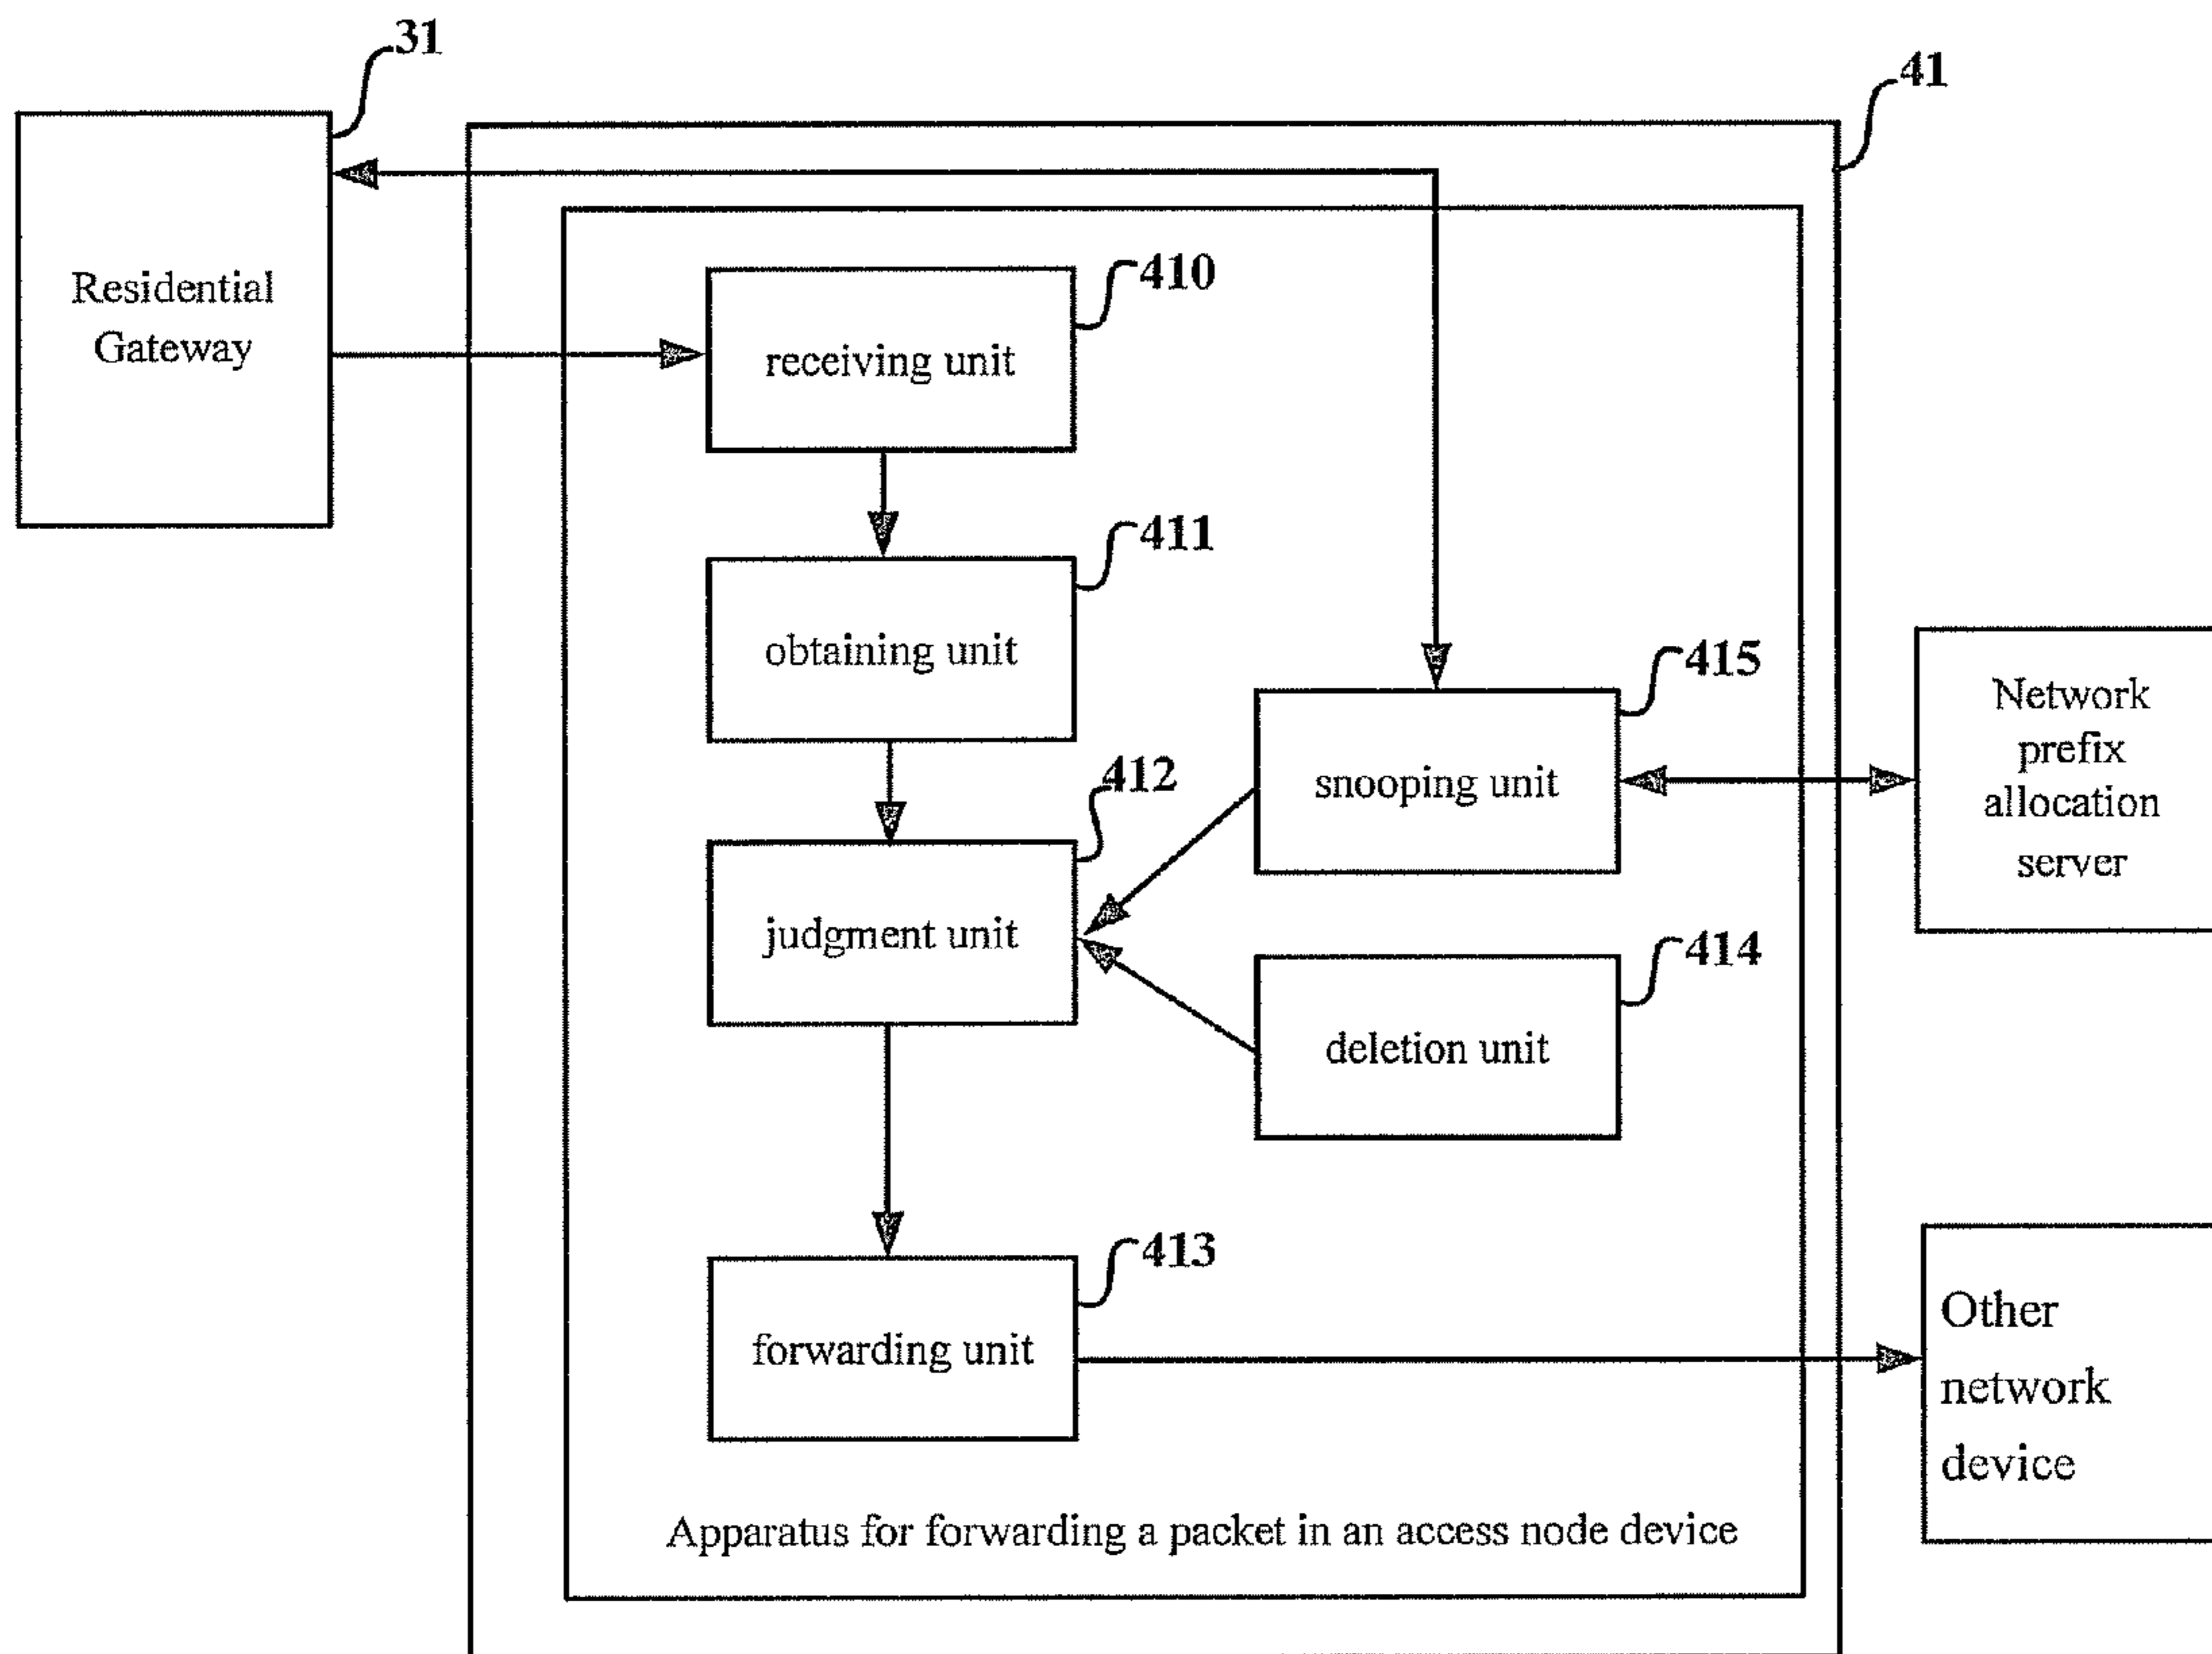 31
41
Residential
Gateway
410
receiving unit
411
obtaining unit
415
Network
prefix
allocation
server
snooping unit
412
judgment unit
414
deletion unit
413
forwarding unit
Other
network
device
Apparatus for forwarding a packet in an access node device